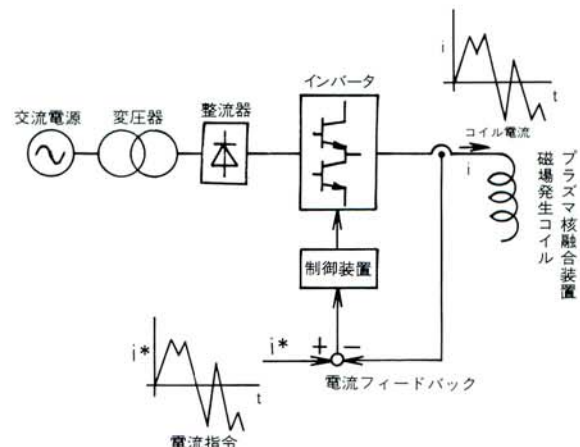 i
t
インバータ
交流電源
変圧器
整流器
コイル電流
i
プラズマ核融合装置
磁場発生コイル
制御装置
i*
t
i*
+
−
電流フィードバック
電流指令